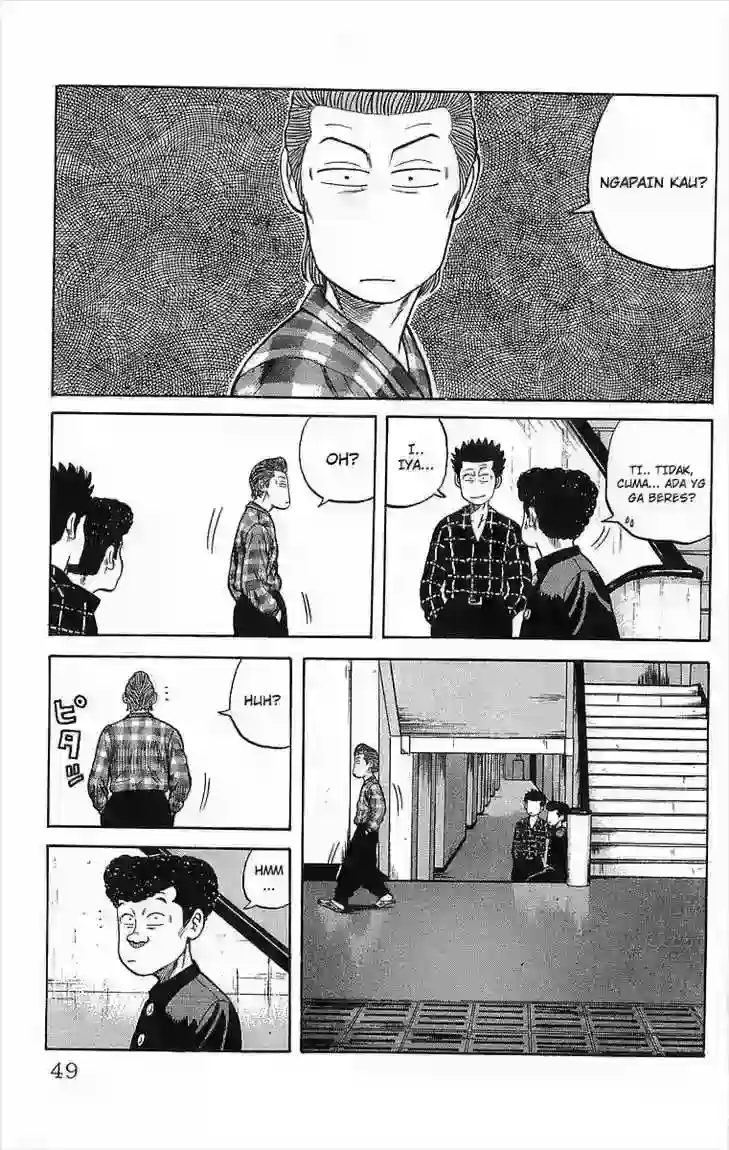 NGAPAIN KAU?
TI.. TIDAK,
CUMA... ADA YG
GA BERES?
I..
IYA...
OH?
HUH?
...
ピタッ
HMM
...
49